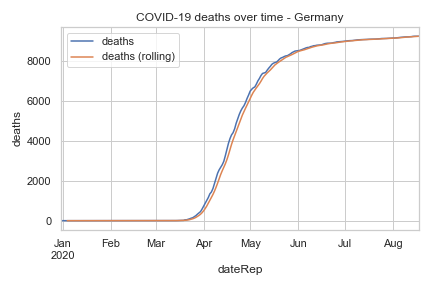 COVID-19 deaths over time - Germany
deaths
deaths (rolling)
deaths
8000
6000
4000
2000
0
Jan Feb Mar Apr May Jun Jul Aug
2020
dateRep